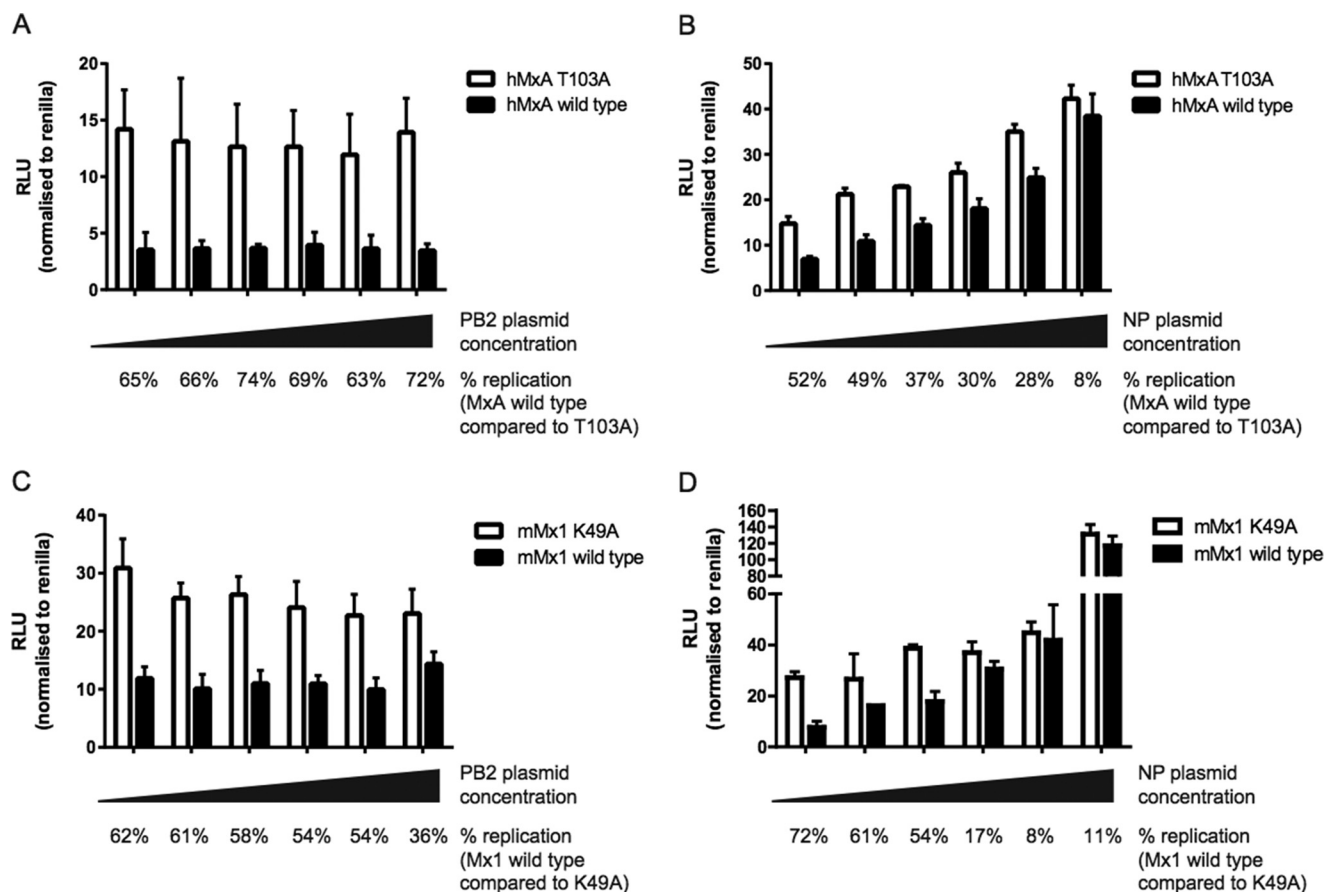 A
RLU
(normalised to renilla)
20
15
10
5
0
hMxA T103A
hMxA wild type
PB2 plasmid
concentration
65% 66% 74% 69% 63% 72%
% replication
(MxA wild type
compared to T103A)
B
RLU
(normalised to renilla)
50
40
30
20
10
0
hMxA T103A
hMxA wild type
NP plasmid
concentration
52% 49% 37% 30% 28% 8%
% replication
(MxA wild type
compared to T103A)
C
RLU
(normalised to renilla)
40
30
20
10
0
mMx1 K49A
mMx1 wild type
PB2 plasmid
concentration
62% 61% 58% 54% 54% 36%
% replication
(Mx1 wild type
compared to K49A)
D
RLU
(normalised to renilla)
160
140
120
100
80
60
40
20
0
mMx1 K49A
mMx1 wild type
NP plasmid
concentration
72% 61% 54% 17% 8% 11%
% replication
(Mx1 wild type
compared to K49A)